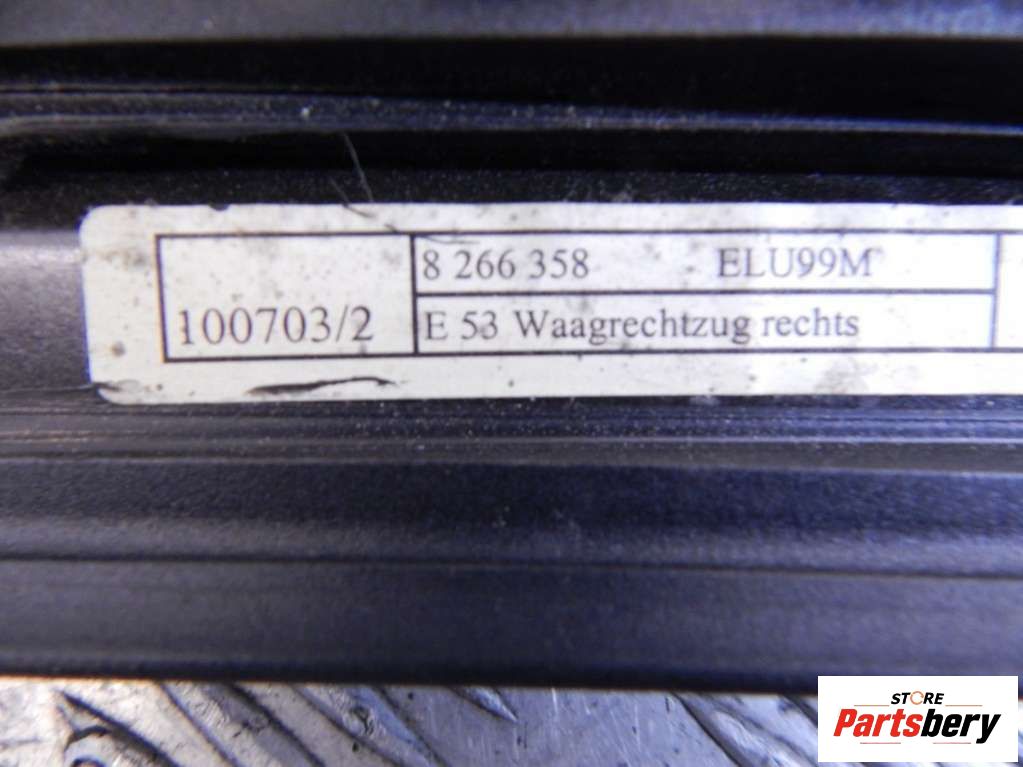 8 266 358 ELU99M
100703/2 E 53 Waagrechtzug rechts
STORE
Partsbery